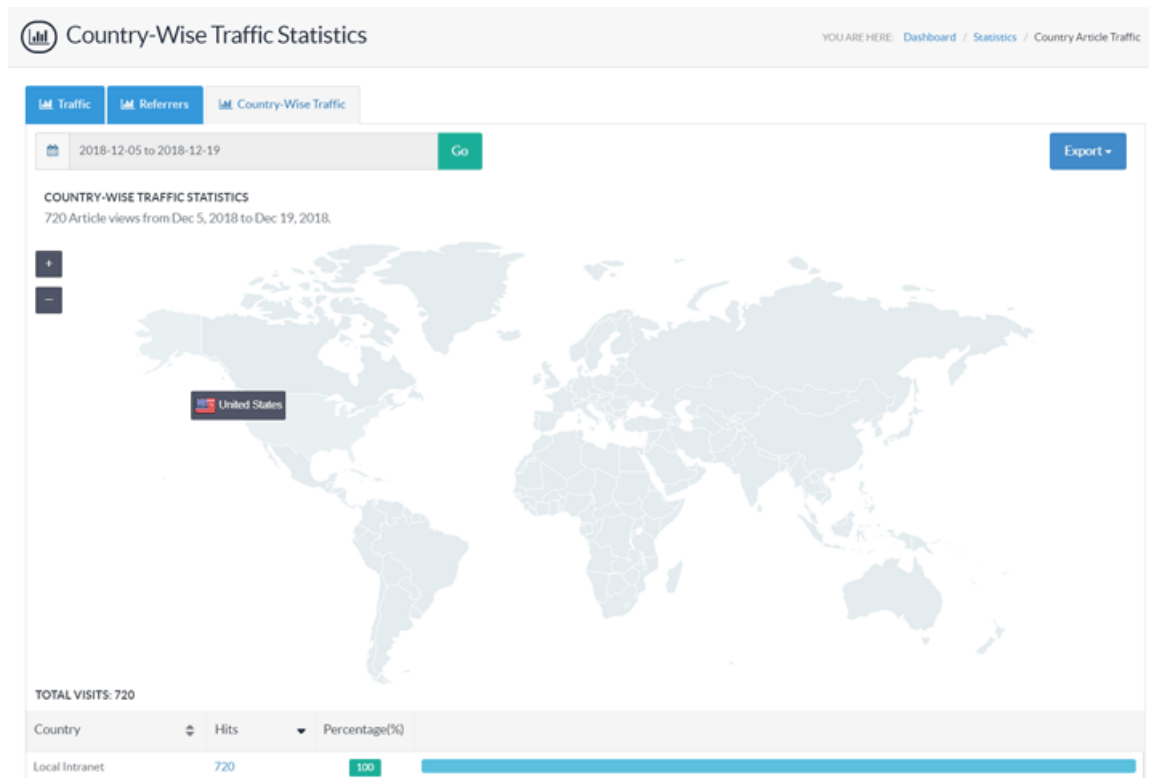 Country-Wise Traffic Statistics
YOU ARE HERE: Dashboard / Statistics / Country Article Traffic
Traffic Referrers Country-Wise Traffic
2018-12-05 to 2018-12-19 Go Export
COUNTRY-WISE TRAFFIC STATISTICS
720 Article views from Dec 5, 2018 to Dec 19, 2018.
+
–
United States
TOTAL VISITS: 720
Country Hits Percentage(%)
Local Intranet 720 100